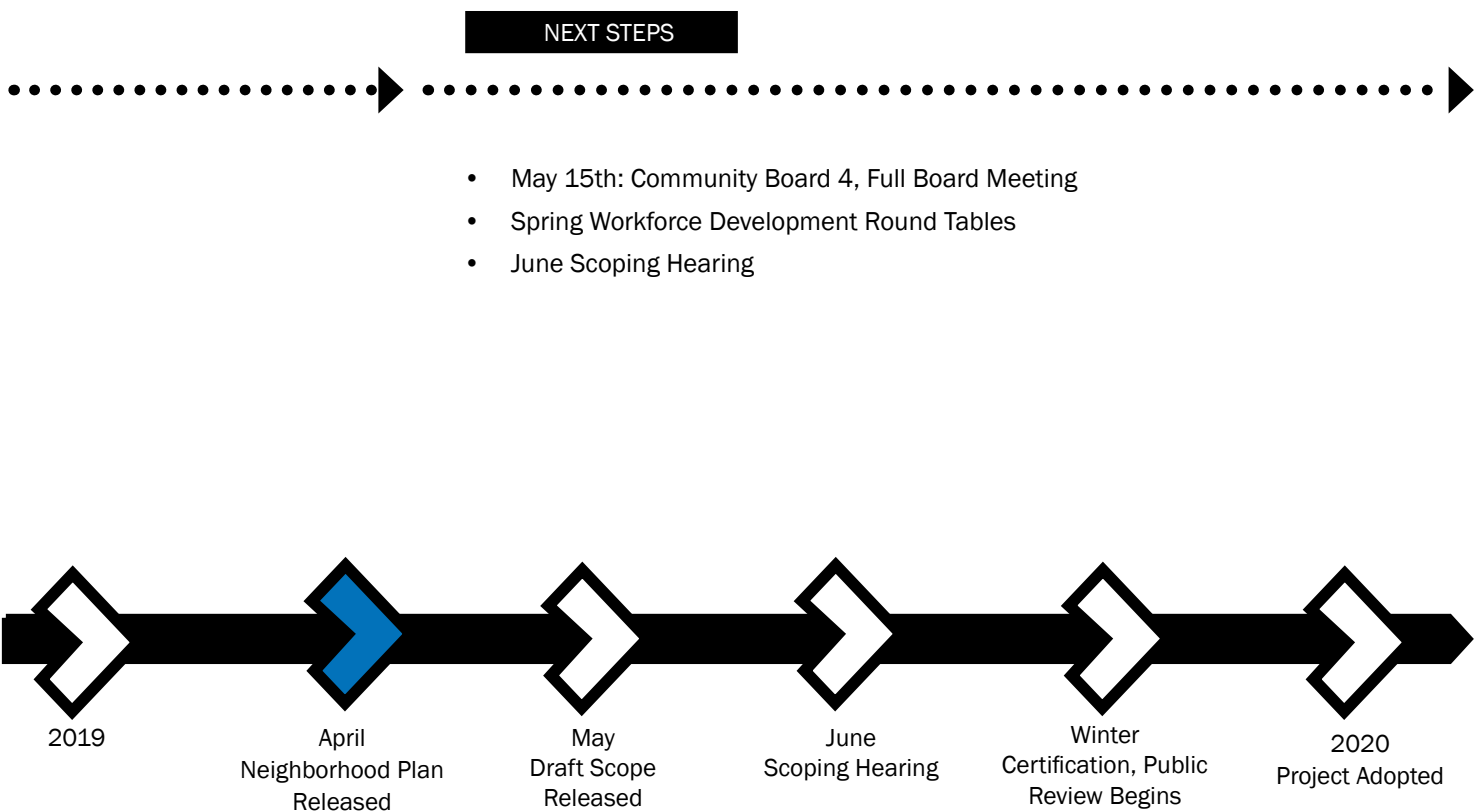 NEXT STEPS
• May 15th: Community Board 4, Full Board Meeting
• Spring Workforce Development Round Tables
• June Scoping Hearing
2019
April
Neighborhood Plan
Released
May
Draft Scope
Released
June
Scoping Hearing
Winter
Certification, Public
Review Begins
2020
Project Adopted